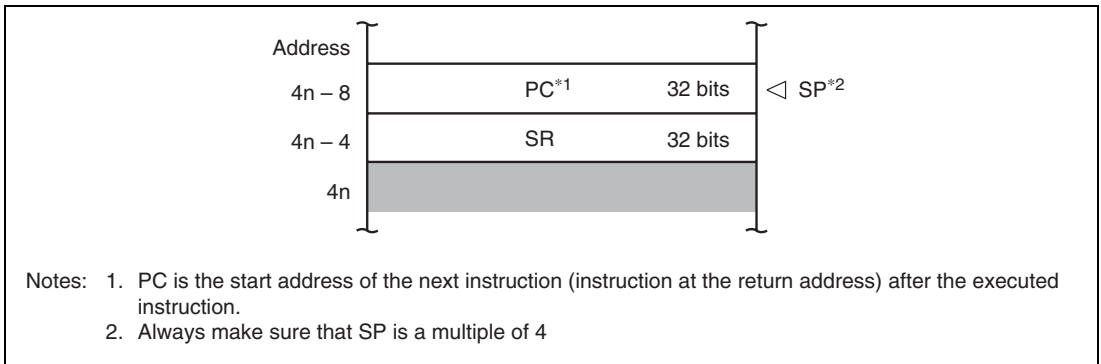 Address
4n – 8 PC*1 32 bits ◁ SP*2
4n – 4 SR 32 bits
4n
Notes: 1. PC is the start address of the next instruction (instruction at the return address) after the executed
instruction.
2. Always make sure that SP is a multiple of 4